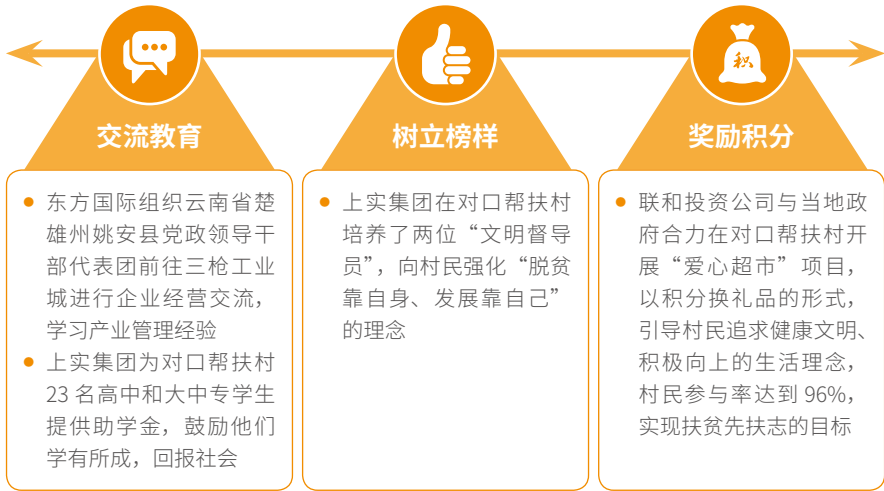 积
交流教育
树立榜样
奖励积分
● 东方国际组织云南省楚
雄州姚安县党政领导干
部代表团前往三枪工业
城进行企业经营交流，
学习产业管理经验
● 上实集团为对口帮扶村
23 名高中和大中专学生
提供助学金，鼓励他们
学有所成，回报社会
● 上实集团在对口帮扶村
培养了两位“文明督导
员”，向村民强化“脱贫
靠自身、发展靠自己”
的理念
● 联和投资公司与当地政
府合力在对口帮扶村开
展“爱心超市”项目，
以积分换礼品的形式，
引导村民追求健康文明、
积极向上的生活理念，
村民参与率达到 96%，
实现扶贫先扶志的目标